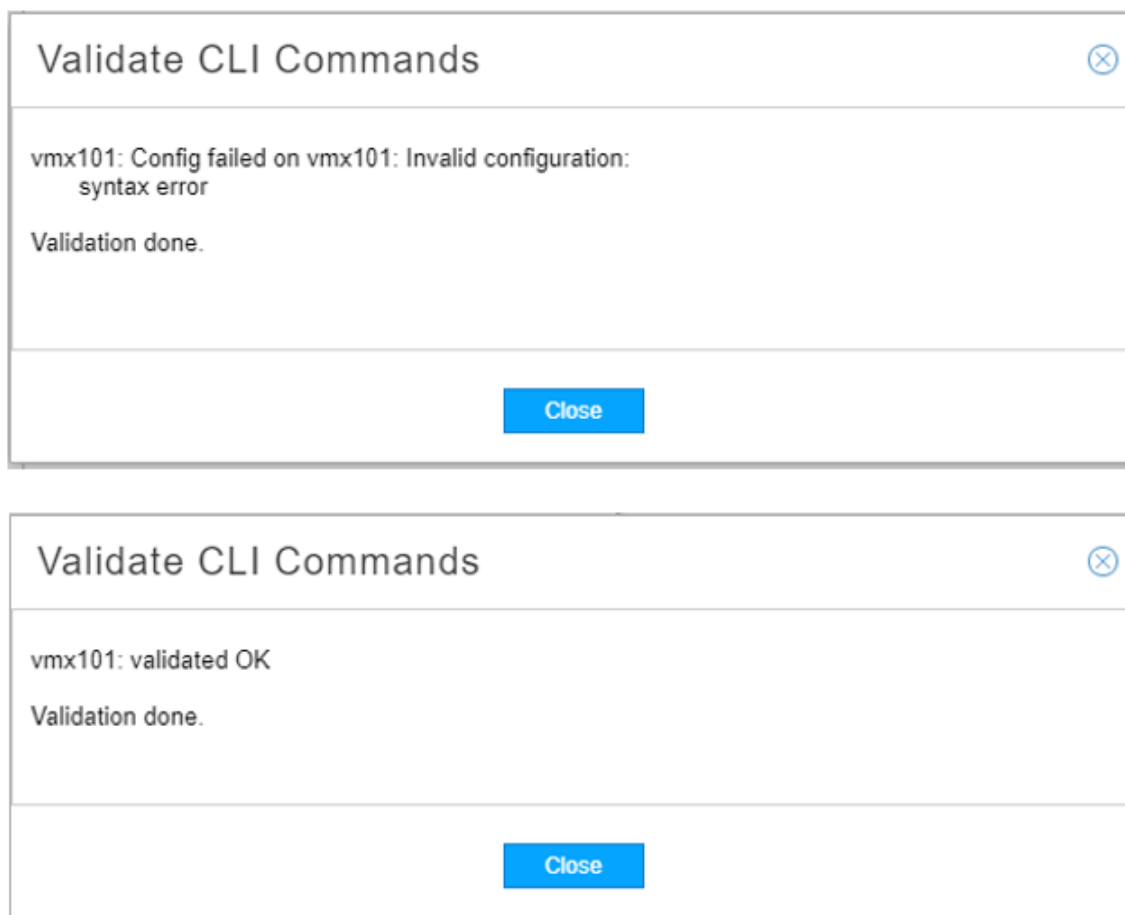 Validate CLI Commands
vmx101: Config failed on vmx101: Invalid configuration:
syntax error
Validation done.
Close
Validate CLI Commands
vmx101: validated OK
Validation done.
Close